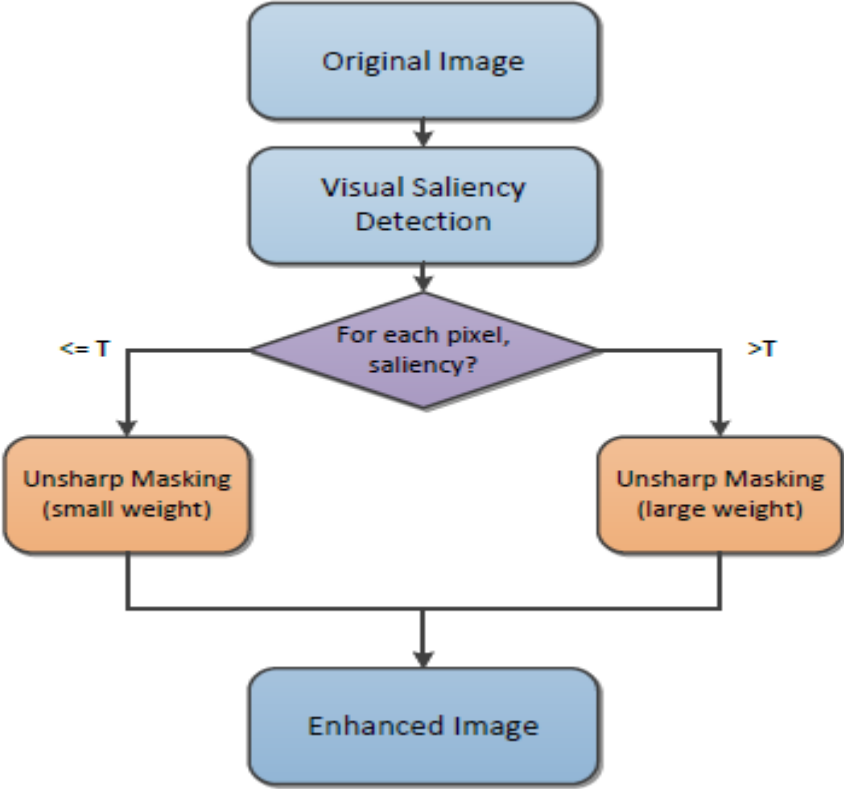 Original Image
Visual Saliency
Detection
For each pixel,
saliency?
<= T
>T
Unsharp Masking
(small weight)
Unsharp Masking
(large weight)
Enhanced Image